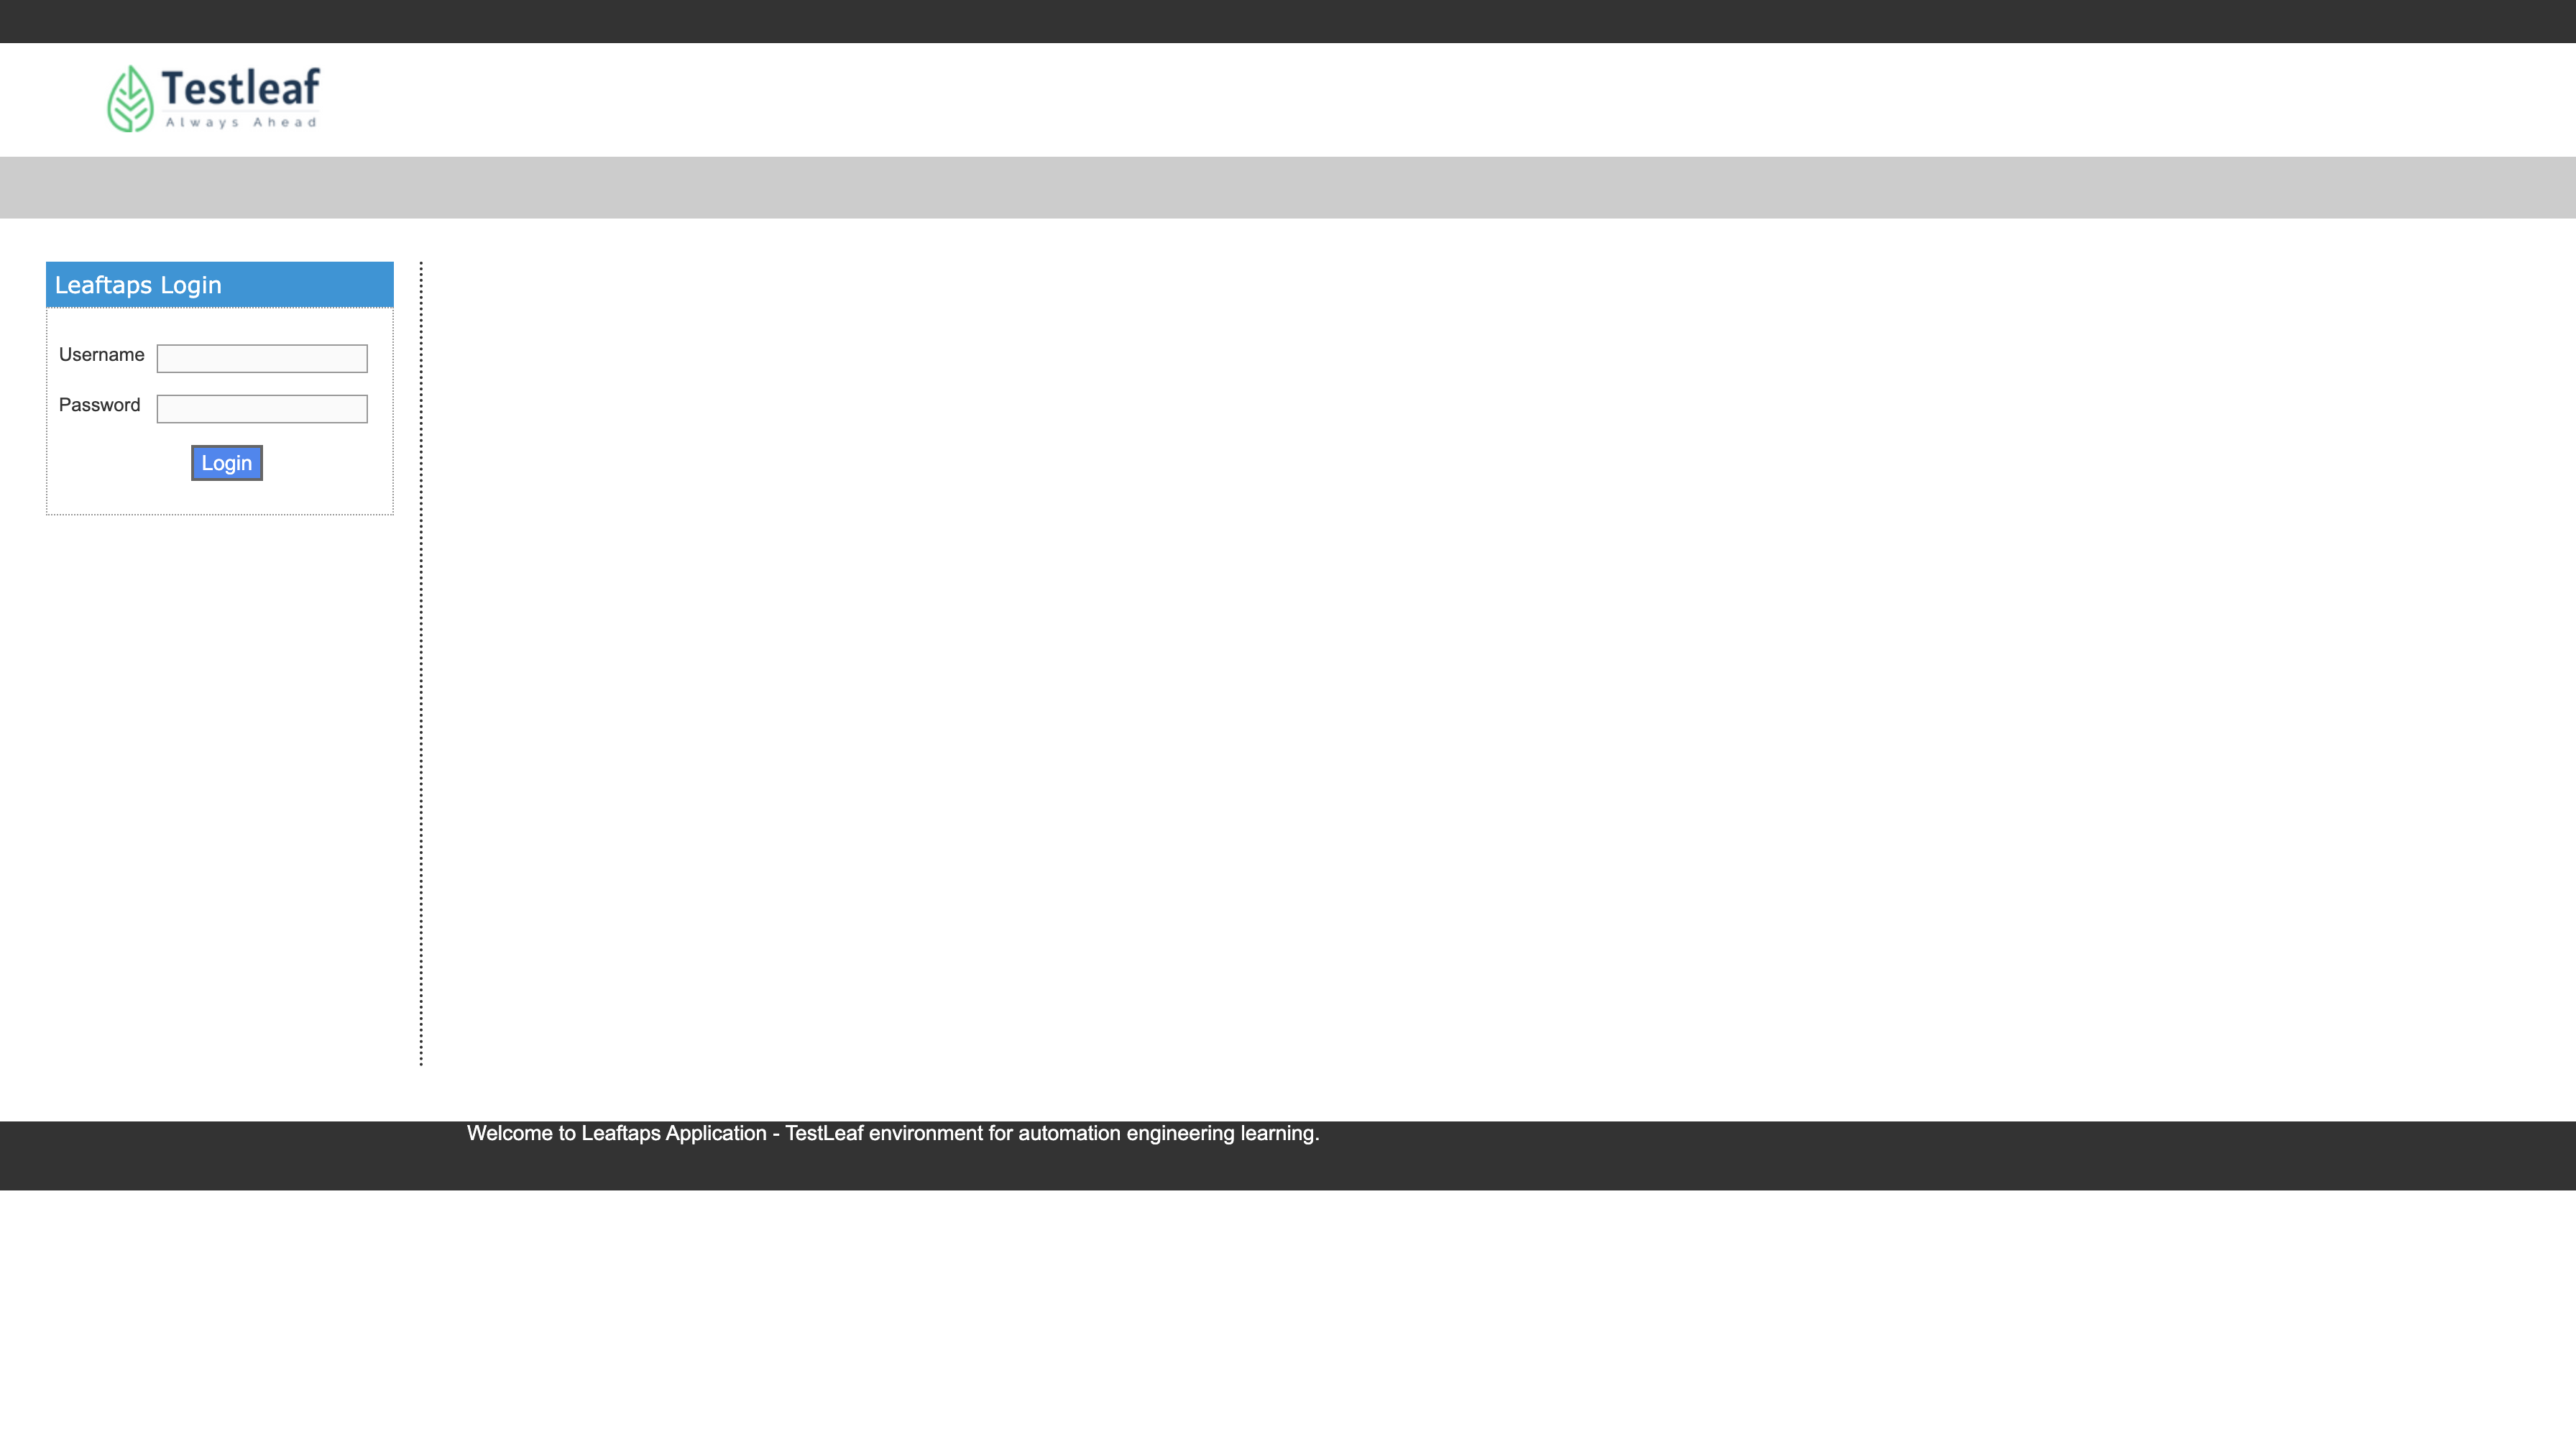 Testleaf
Always Ahead
Leaftaps Login
Username
Password
Login
Welcome to Leaftaps Application - TestLeaf environment for automation engineering learning.